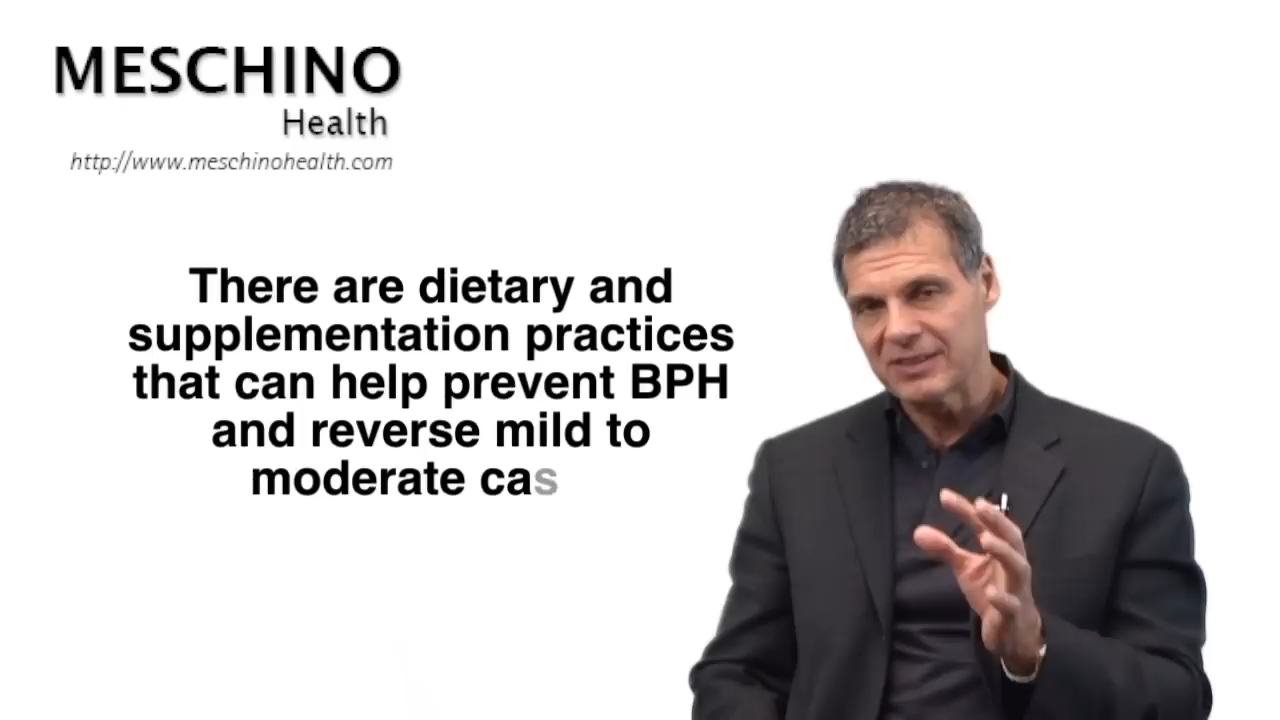 MESCHINO
Health
http://www.meschinohealth.com
There are dietary and
supplementation practices
that can help prevent BPH
and reverse mild to
moderate cas